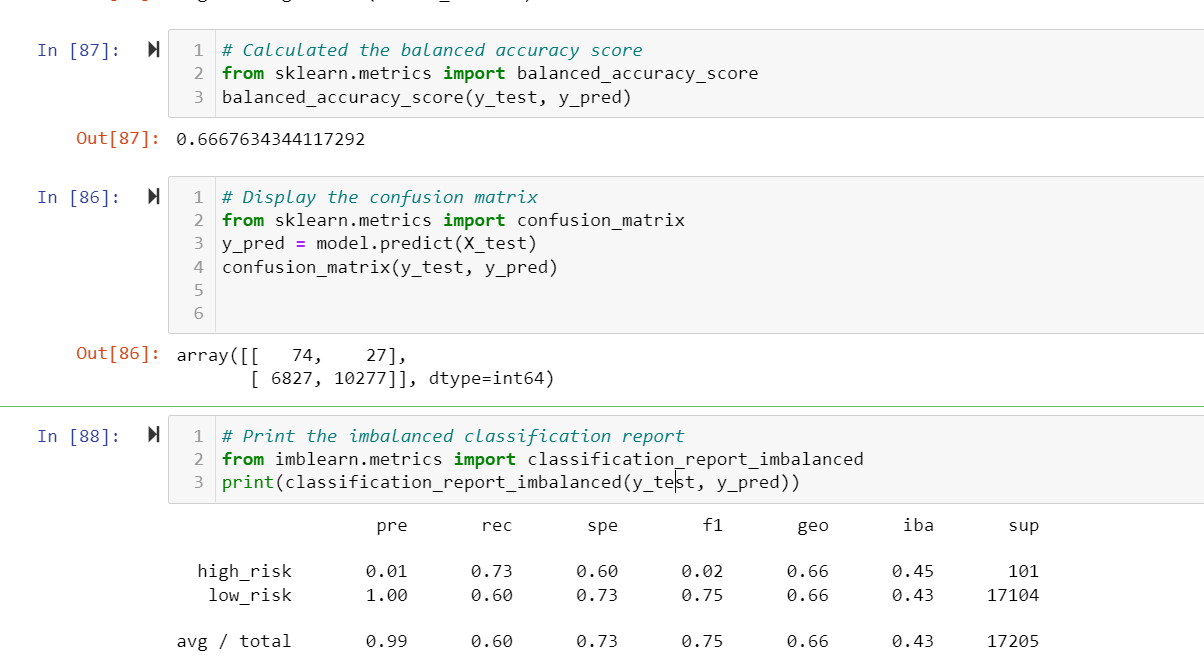 In [87]:
1 # Calculated the balanced accuracy score
2 from sklearn.metrics import balanced_accuracy_score
3 balanced_accuracy_score(y_test, y_pred)
Out[87]: 0.6667634344117292
In [86]:
1 # Display the confusion matrix
2 from sklearn.metrics import confusion_matrix
3 y_pred = model.predict(X_test)
4 confusion_matrix(y_test, y_pred)
5
6
Out[86]: array([[   74,    27],
       [ 6827, 10277]], dtype=int64)
In [88]:
1 # Print the imbalanced classification report
2 from imblearn.metrics import classification_report_imbalanced
3 print(classification_report_imbalanced(y_test, y_pred))
pre rec spe f1 geo iba sup
high_risk 0.01 0.73 0.60 0.02 0.66 0.45 101
low_risk 1.00 0.60 0.73 0.75 0.66 0.43 17104
avg / total 0.99 0.60 0.73 0.75 0.66 0.43 17205